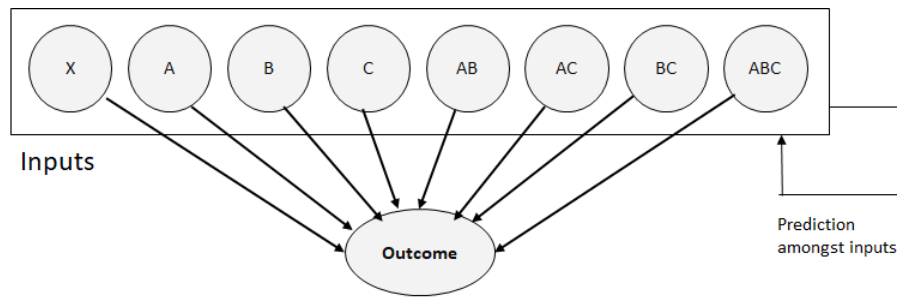 X A B C AB AC BC ABC
Inputs
Outcome
Prediction
amongst inputs